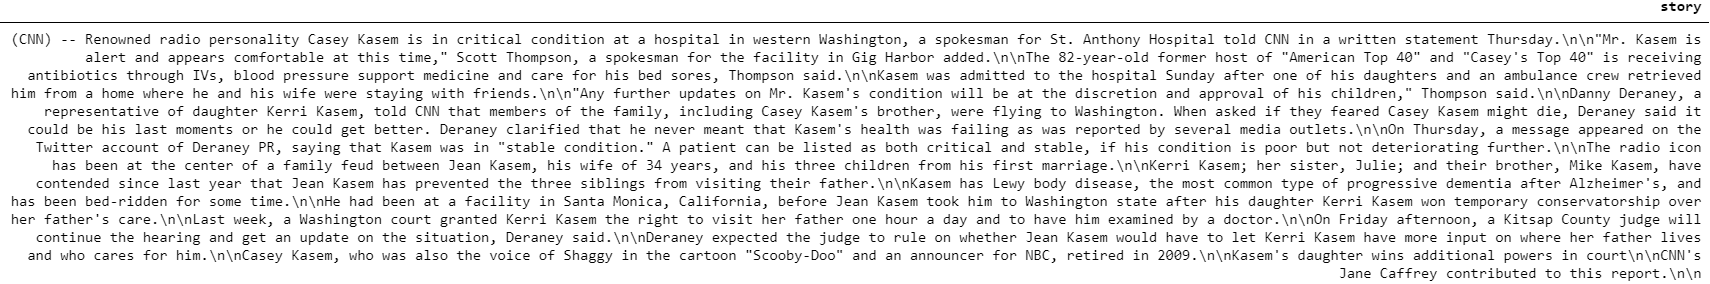 story
(CNN) -- Renowned radio personality Casey Kasem is in critical condition at a hospital in western Washington, a spokesman for St. Anthony Hospital told CNN in a written statement Thursday.\n\n"Mr. Kasem is
alert and appears comfortable at this time," Scott Thompson, a spokesman for the facility in Gig Harbor added.\n\nThe 82-year-old former host of "American Top 40" and "Casey's Top 40" is receiving
antibiotics through IVs, blood pressure support medicine and care for his bed sores, Thompson said.\n\nKasem was admitted to the hospital Sunday after one of his daughters and an ambulance crew retrieved
him from a home where he and his wife were staying with friends.\n\n"Any further updates on Mr. Kasem's condition will be at the discretion and approval of his children," Thompson said.\n\nDanny Deraney, a
representative of daughter Kerri Kasem, told CNN that members of the family, including Casey Kasem's brother, were flying to Washington. When asked if they feared Casey Kasem might die, Deraney said it
could be his last moments or he could get better. Deraney clarified that he never meant that Kasem's health was failing as was reported by several media outlets.\n\nOn Thursday, a message appeared on the
Twitter account of Deraney PR, saying that Kasem was in "stable condition." A patient can be listed as both critical and stable, if his condition is poor but not deteriorating further.\n\nThe radio icon
has been at the center of a family feud between Jean Kasem, his wife of 34 years, and his three children from his first marriage.\n\nKerri Kasem; her sister, Julie; and their brother, Mike Kasem, have
contended since last year that Jean Kasem has prevented the three siblings from visiting their father.\n\nKasem has Lewy body disease, the most common type of progressive dementia after Alzheimer's, and
has been bed-ridden for some time.\n\nHe had been at a facility in Santa Monica, California, before Jean Kasem took him to Washington state after his daughter Kerri Kasem won temporary conservatorship over
her father's care.\n\nLast week, a Washington court granted Kerri Kasem the right to visit her father one hour a day and to have him examined by a doctor.\n\nOn Friday afternoon, a Kitsap County judge will
continue the hearing and get an update on the situation, Deraney said.\n\nDeraney expected the judge to rule on whether Jean Kasem would have to let Kerri Kasem have more input on where her father lives
and who cares for him.\n\nCasey Kasem, who was also the voice of Shaggy in the cartoon "Scooby-Doo" and an announcer for NBC, retired in 2009.\n\nKasem's daughter wins additional powers in court\n\nCNN's
Jane Caffrey contributed to this report.\n\n